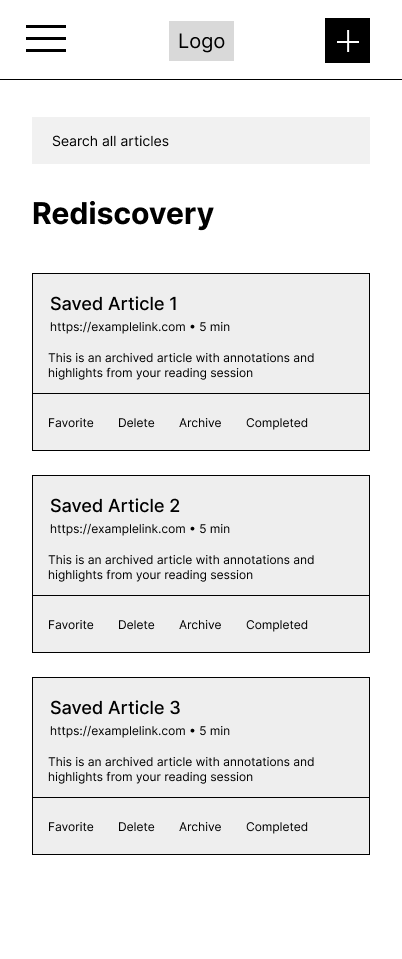 Logo
Search all articles
Rediscovery
Saved Article 1
https://examplelink.com • 5 min
This is an archived article with annotations and
highlights from your reading session
Favorite Delete Archive Completed
Saved Article 2
https://examplelink.com • 5 min
This is an archived article with annotations and
highlights from your reading session
Favorite Delete Archive Completed
Saved Article 3
https://examplelink.com • 5 min
This is an archived article with annotations and
highlights from your reading session
Favorite Delete Archive Completed